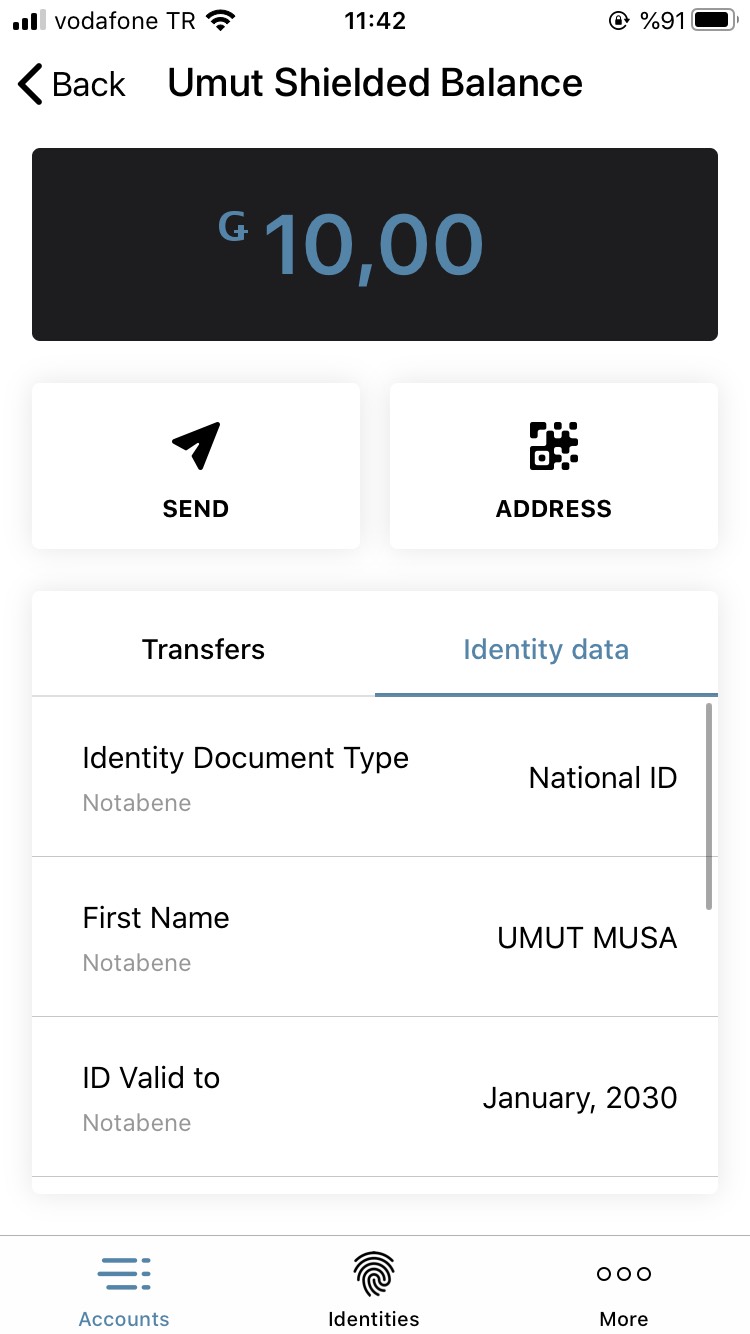 vodafone TR 11:42 %91
Back Umut Shielded Balance
Ǥ 10,00
SEND ADDRESS
Transfers Identity data
Identity Document Type
National ID
Notabene
First Name
UMUT MUSA
Notabene
ID Valid to
January, 2030
Notabene
Accounts Identities More